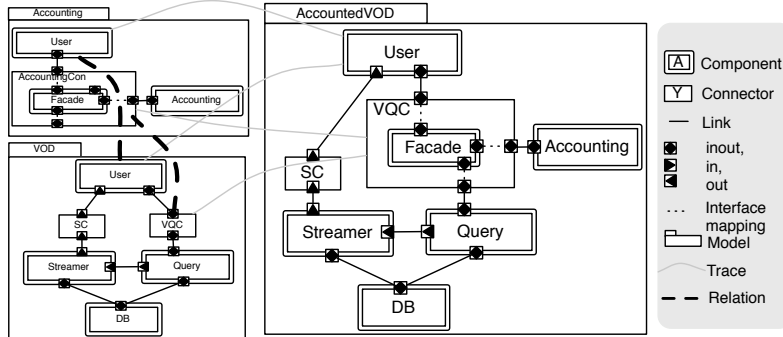 Accounting
User
AccountingCon
Facade
Accounting
VOD
User
SC
VQC
Streamer
Query
DB
AccountedVOD
User
VQC
Facade
Accounting
SC
Streamer
Query
DB
A Component
Y Connector
Link
inout,
in,
out
Interface
mapping
Model
Trace
Relation